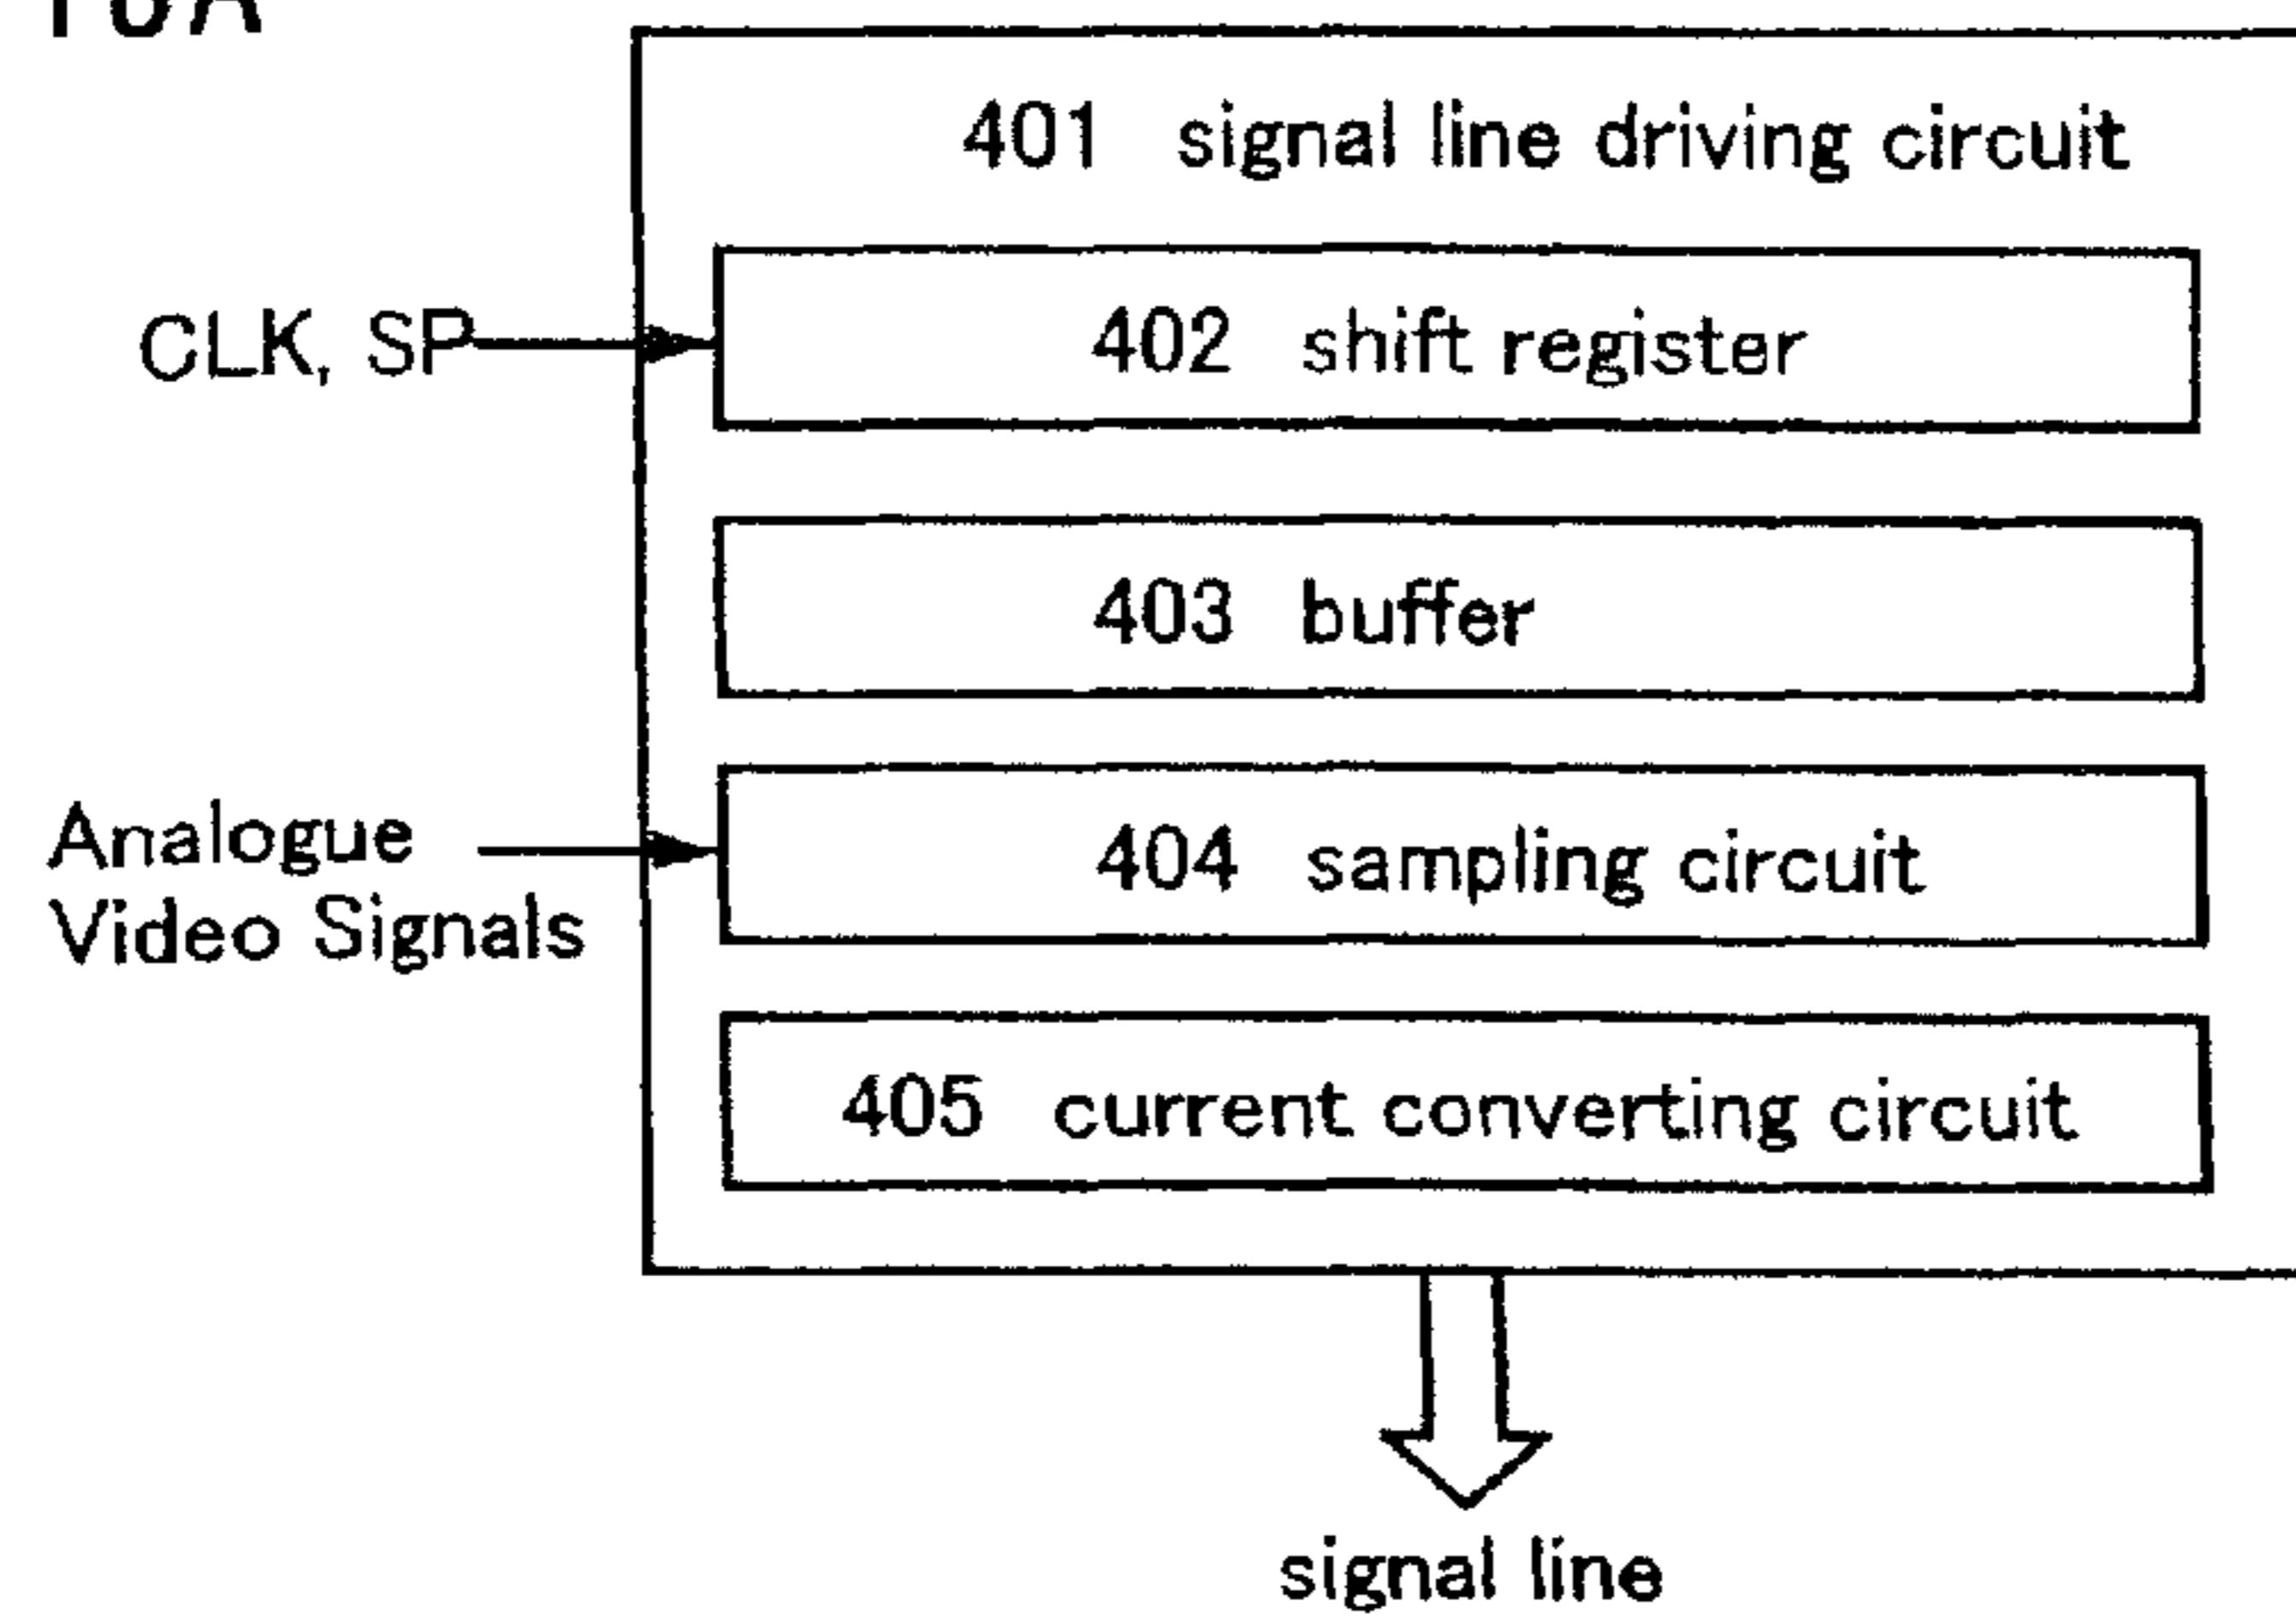 401 signal line driving circuit
CLK, SP
402 shift register
403 buffer
Analogue
Video Signals
404 sampling circuit
405 current converting circuit
signal line